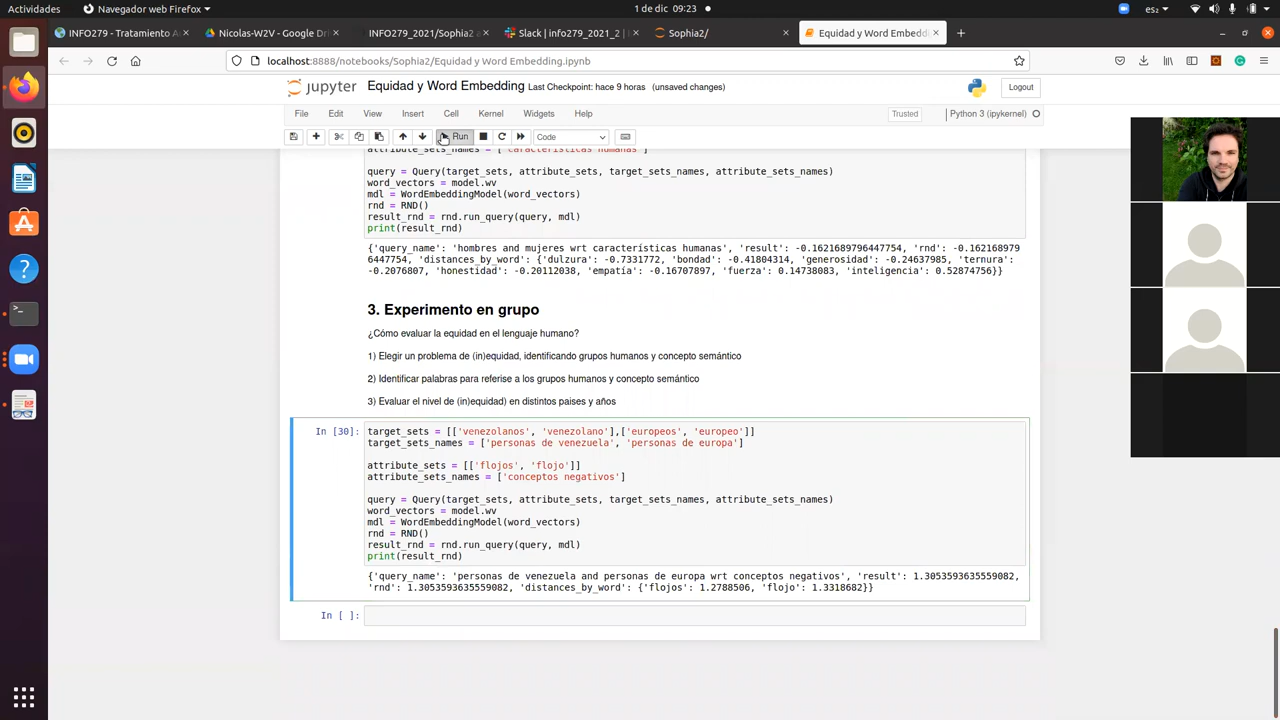 Actividades
Navegador web Firefox
1 de dic 09:23
es₂
INFO279 - Tratamiento A
Nicolas-W2V - Google Dri
INFO279_2021/Sophia2 a
Slack | info279_2021_2 |
Sophia2/
Equidad y Word Embedd
localhost:8888/notebooks/Sophia2/Equidad y Word Embedding.ipynb
jupyter Equidad y Word Embedding Last Checkpoint: hace 9 horas (unsaved changes)
Logout
File Edit View Insert Cell Kernel Widgets Help
Trusted
Python 3 (ipykernel)
Run
Code
attribute_sets_names = ['características humanas']
query = Query(target_sets, attribute_sets, target_sets_names, attribute_sets_names)
word_vectors = model.wv
mdl = WordEmbeddingModel(word_vectors)
rnd = RND()
result_rnd = rnd.run_query(query, mdl)
print(result_rnd)
{'query_name': 'hombres and mujeres wrt características humanas', 'result': -0.1621689796447754, 'rnd': -0.162168979
6447754, 'distances_by_word': {'dulzura': -0.7331772, 'bondad': -0.41804314, 'generosidad': -0.24637985, 'ternura':
-0.2076807, 'honestidad': -0.20112038, 'empatía': -0.16707897, 'fuerza': 0.14738083, 'inteligencia': 0.52874756}}
3. Experimento en grupo
¿Cómo evaluar la equidad en el lenguaje humano?
1) Elegir un problema de (in)equidad, identificando grupos humanos y concepto semántico
2) Identificar palabras para referise a los grupos humanos y concepto semántico
3) Evaluar el nivel de (in)equidad) en distintos paises y años
In [30]:
target_sets = [['venezolanos', 'venezolano'],['europeos', 'europeo']]
target_sets_names = ['personas de venezuela', 'personas de europa']
attribute_sets = [['flojos', 'flojo']]
attribute_sets_names = ['conceptos negativos']
query = Query(target_sets, attribute_sets, target_sets_names, attribute_sets_names)
word_vectors = model.wv
mdl = WordEmbeddingModel(word_vectors)
rnd = RND()
result_rnd = rnd.run_query(query, mdl)
print(result_rnd)
{'query_name': 'personas de venezuela and personas de europa wrt conceptos negativos', 'result': 1.3053593635559082,
'rnd': 1.3053593635559082, 'distances_by_word': {'flojos': 1.2788506, 'flojo': 1.3318682}}
In [ ]: